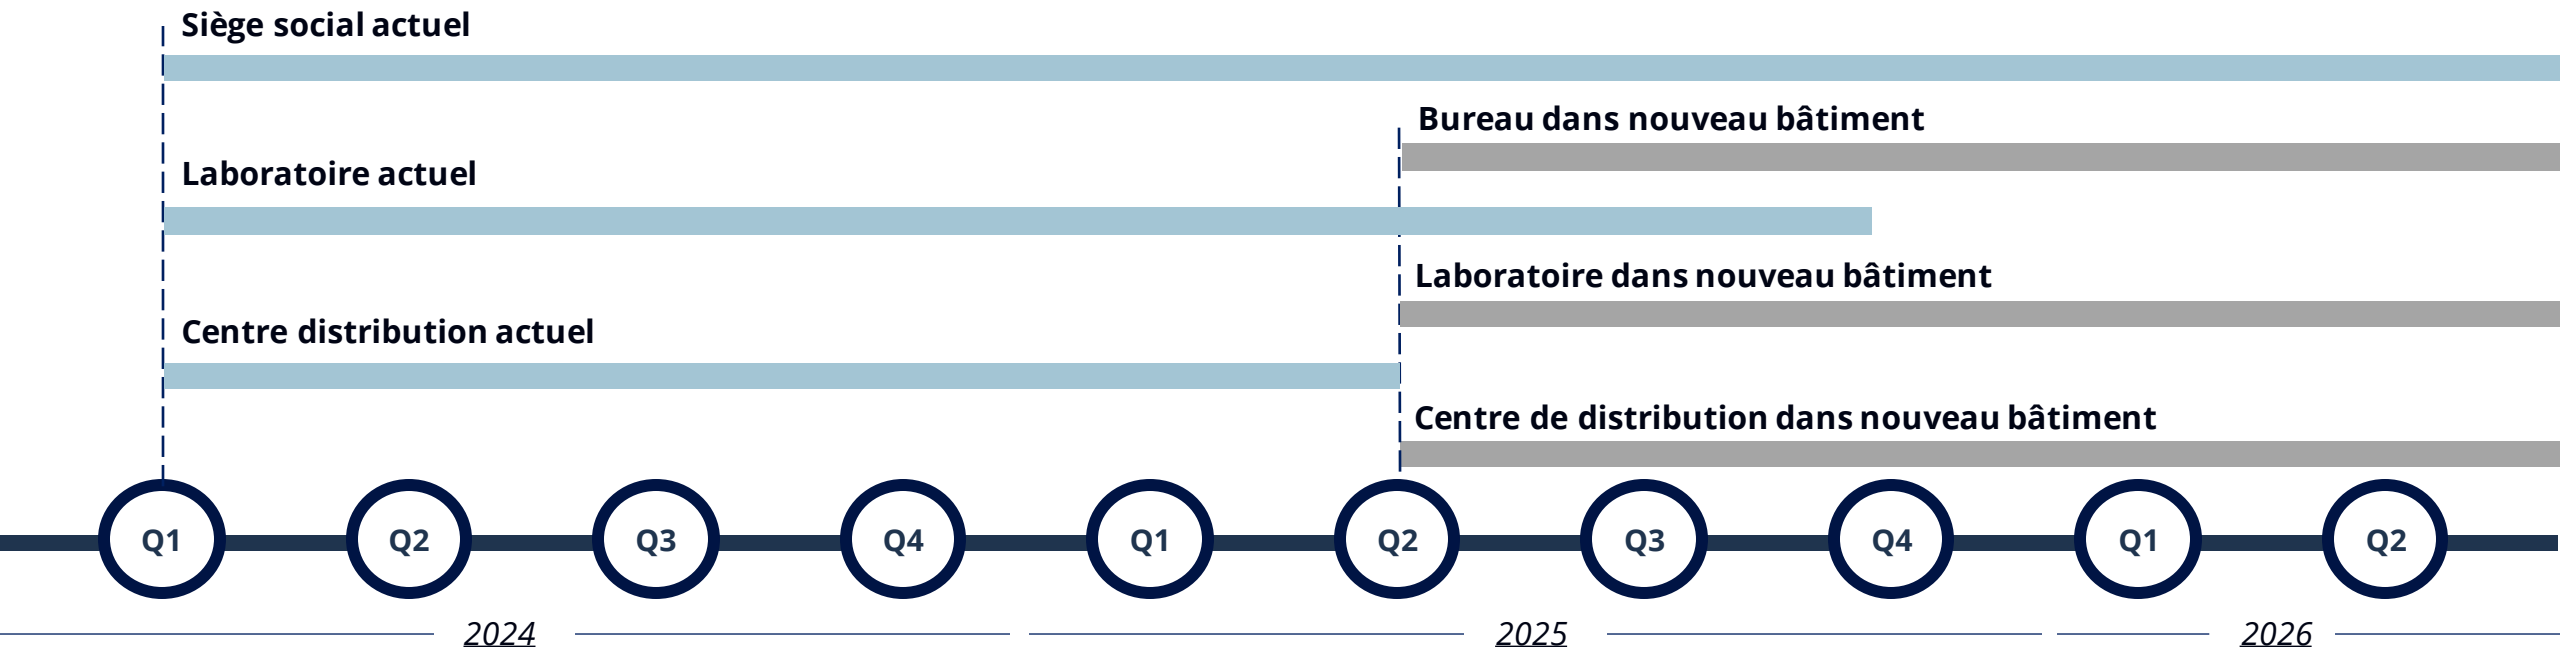 Siège social actuel
Bureau dans nouveau bâtiment
Laboratoire actuel
Laboratoire dans nouveau bâtiment
Centre distribution actuel
Centre de distribution dans nouveau bâtiment
Q1 Q2 Q3 Q4 Q1 Q2 Q3 Q4 Q1 Q2
2024 2025 2026